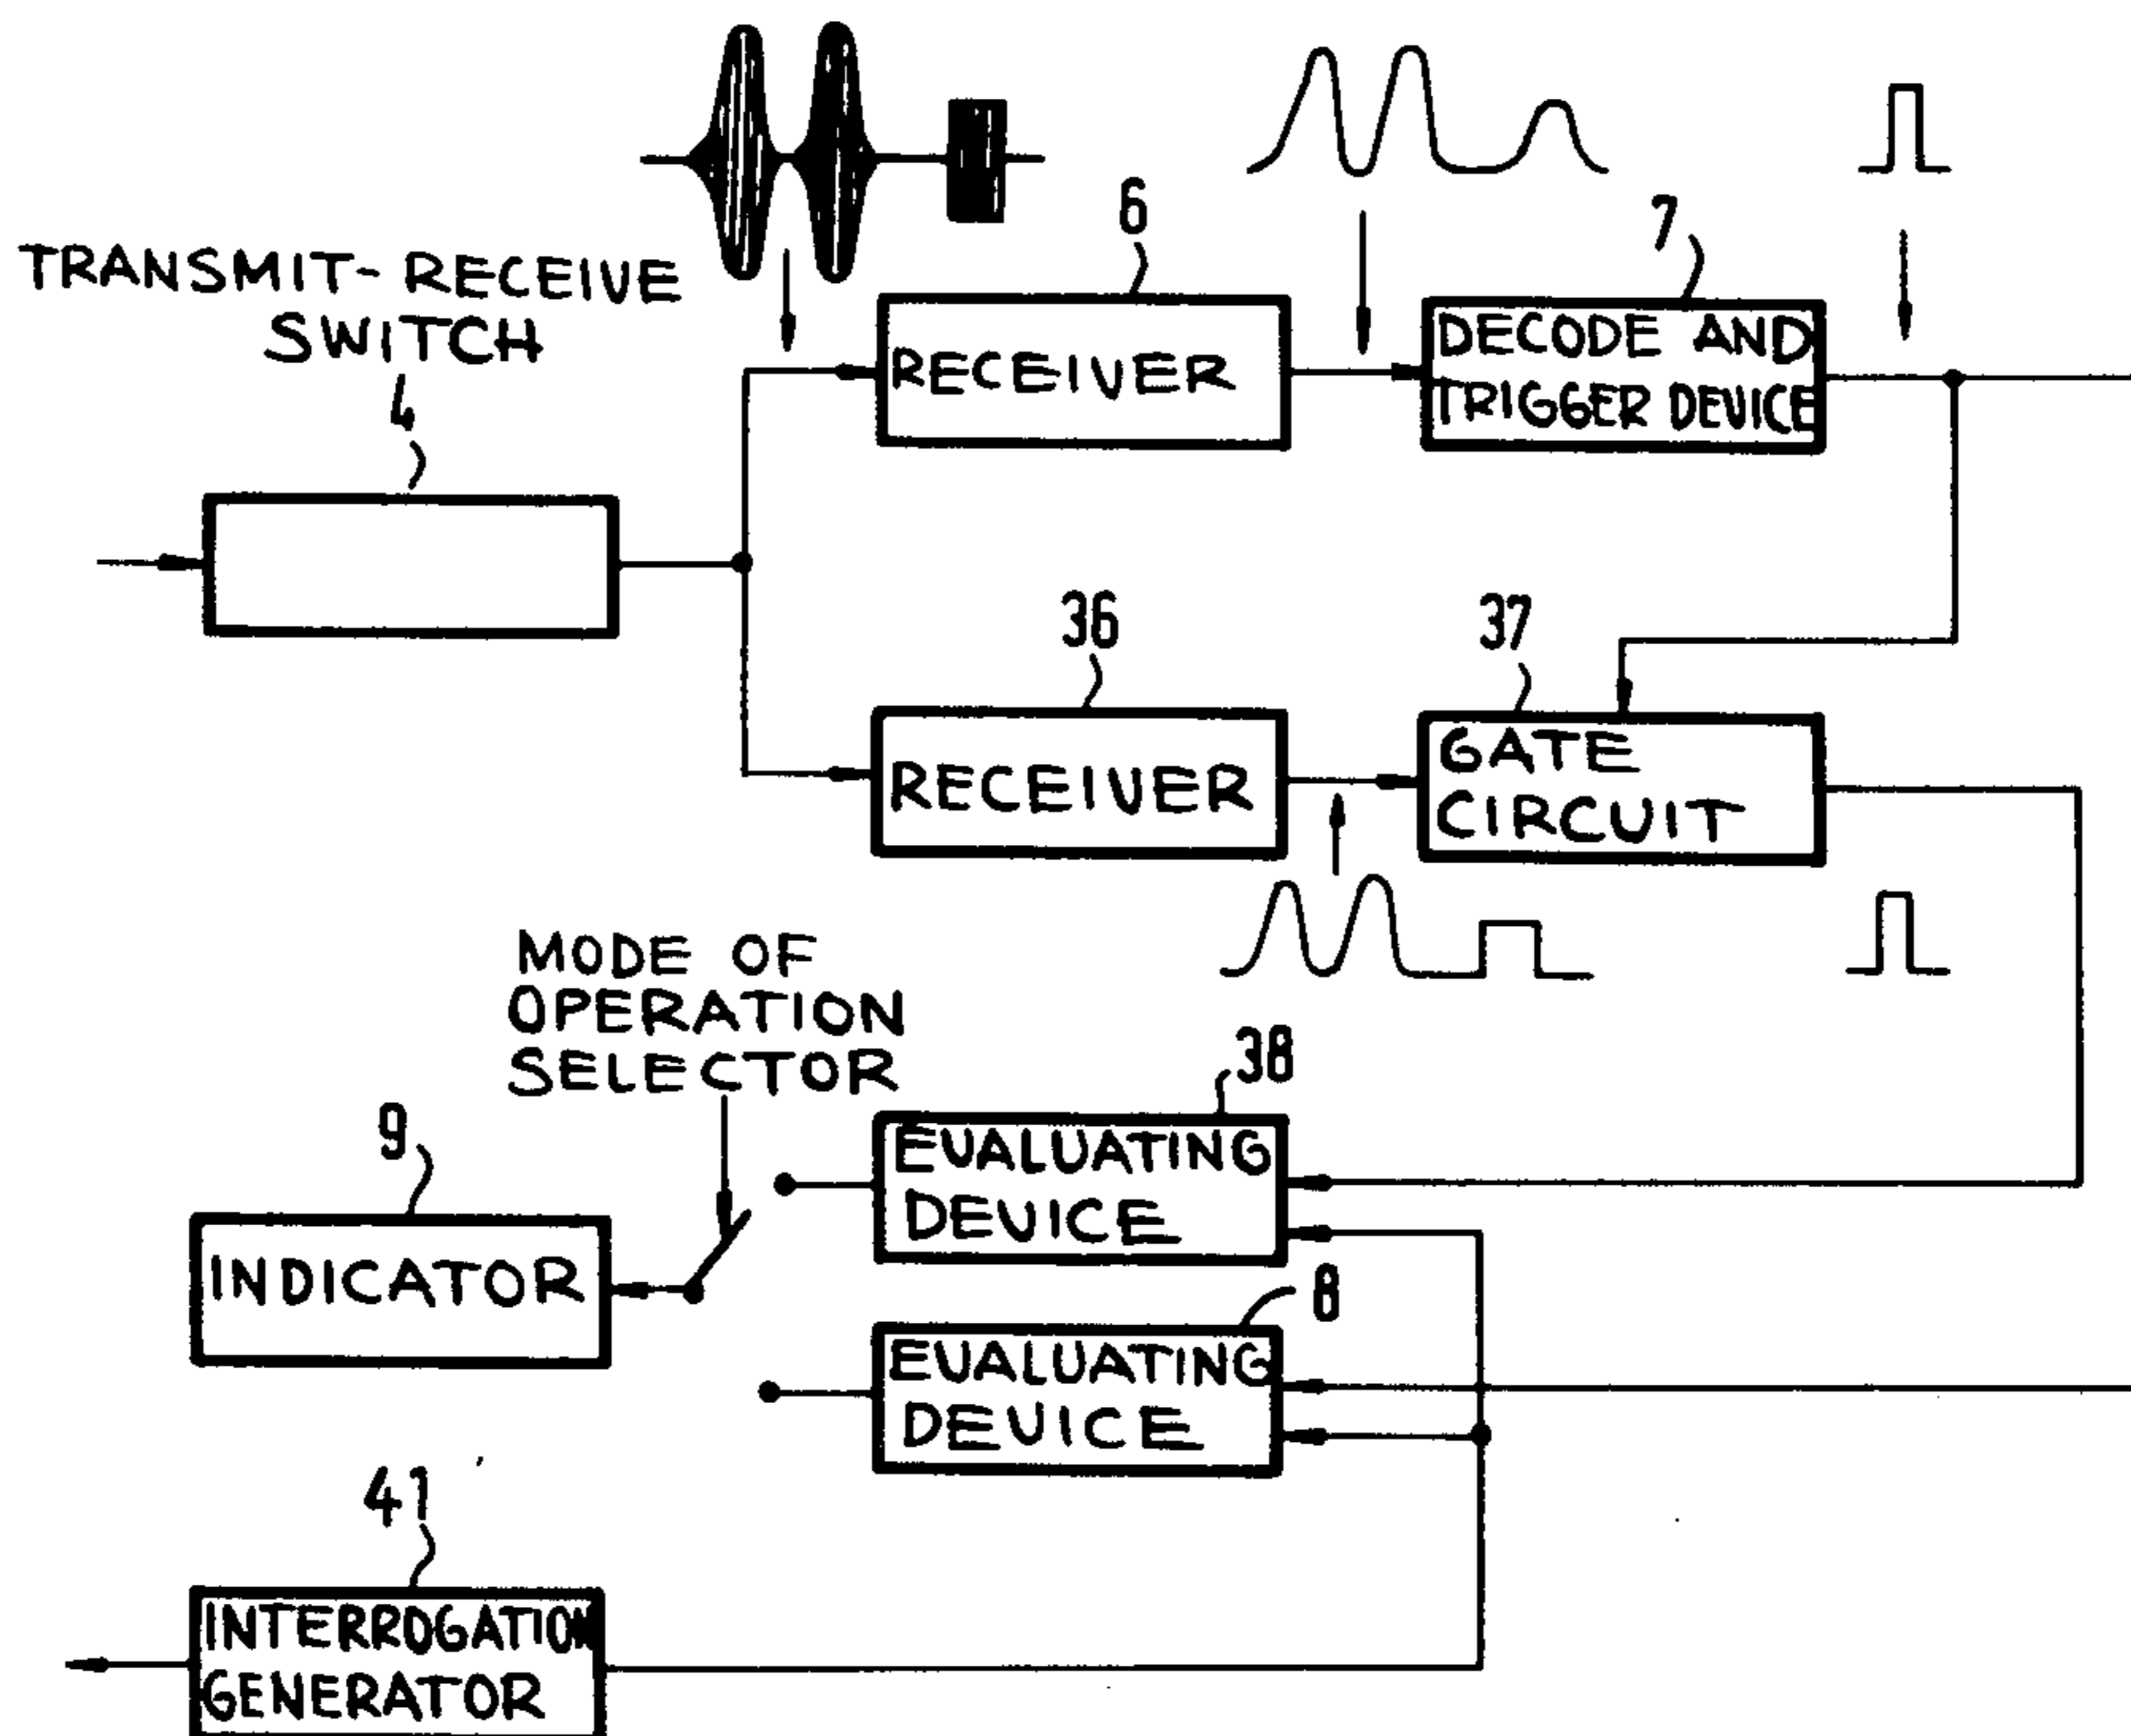 TRANSMIT- RECEIVE
SWITCH
4
6
RECEIVER
7
DECODE AND
TRIGGER DEVICE
36
RECEIVER
37
GATE
CIRCUIT
MODE OF
OPERATION
SELECTOR
38
EVALUATING
DEVICE
9
INDICATOR
8
EVALUATING
DEVICE
41
INTERROGATION
GENERATOR